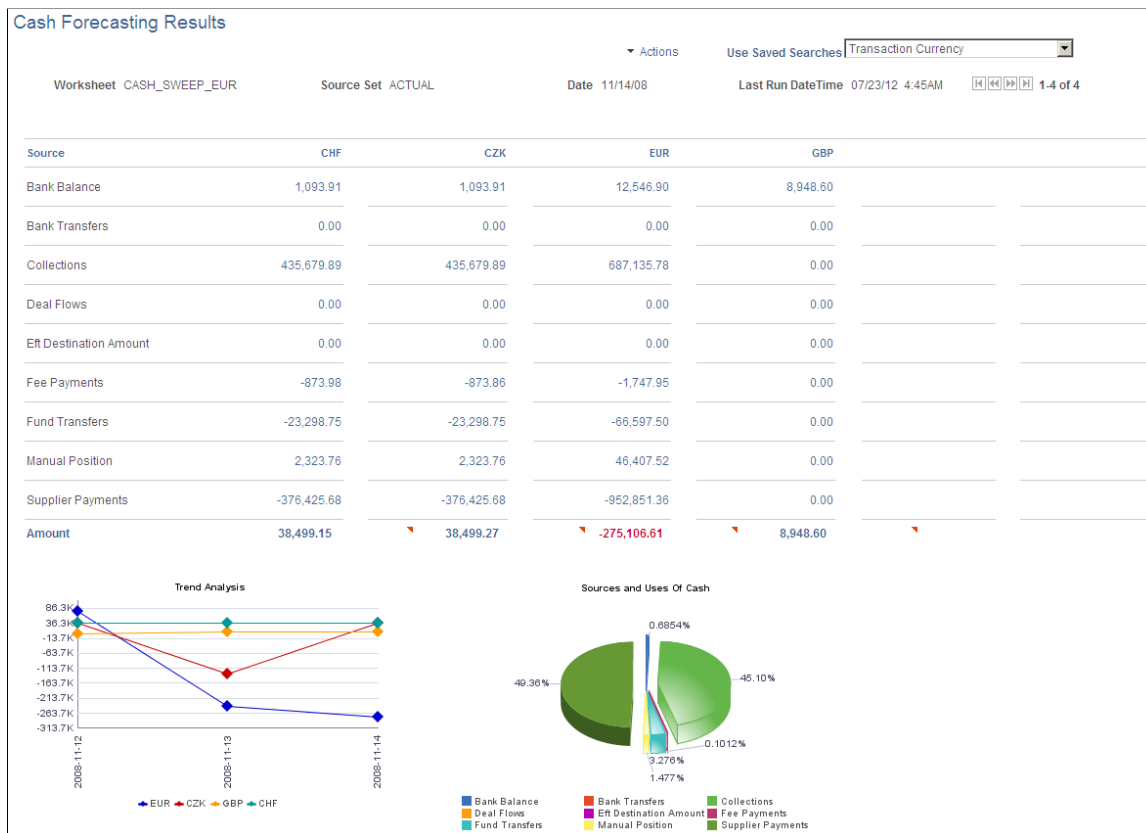 Cash Forecasting Results
Actions Use Saved Searches Transaction Currency
Worksheet CASH_SWEEP_EUR Source Set ACTUAL Date 11/14/08 Last Run DateTime 07/23/12 4:45AM 1-4 of 4
Source CHF CZK EUR GBP
Bank Balance 1,093.91 1,093.91 12,546.90 8,948.60
Bank Transfers 0.00 0.00 0.00 0.00
Collections 435,679.89 435,679.89 687,135.78 0.00
Deal Flows 0.00 0.00 0.00 0.00
Eft Destination Amount 0.00 0.00 0.00 0.00
Fee Payments -873.98 -873.86 -1,747.95 0.00
Fund Transfers -23,298.75 -23,298.75 -66,597.50 0.00
Manual Position 2,323.76 2,323.76 46,407.52 0.00
Supplier Payments -376,425.68 -376,425.68 -952,851.36 0.00
Amount 38,499.15 38,499.27 -275,106.61 8,948.60
Trend Analysis
86.3K
36.3K
-13.7K
-63.7K
-113.7K
-163.7K
-213.7K
-263.7K
-313.7K
2008-11-12 2008-11-13 2008-11-14
EUR CZK GBP CHF
Sources and Uses Of Cash
0.6854%
49.36% 45.10%
0.1012%
3.276%
1.477%
Bank Balance Bank Transfers Collections
Deal Flows Eft Destination Amount Fee Payments
Fund Transfers Manual Position Supplier Payments